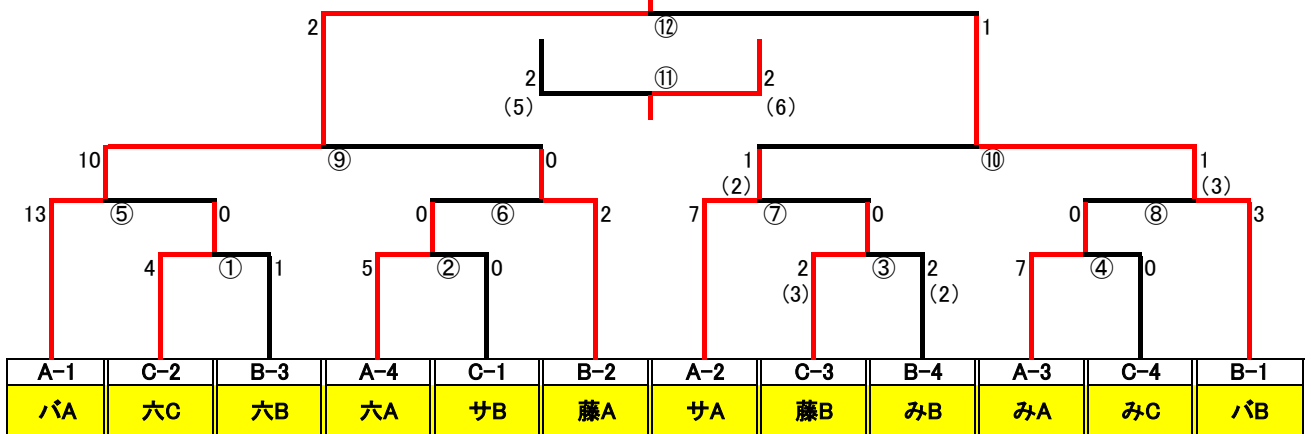 2 ⑫ 1
2 ⑪ 2
(5) (6)
10 ⑨ 0 1 ⑩ 1
(2) (3)
13 ⑤ 0 0 ⑥ 2 7 ⑦ 0 0 ⑧ 3
4 ① 1 5 ② 0 2 ③ 2 7 ④ 0
(3) (2)
A-1 C-2 B-3 A-4 C-1 B-2 A-2 C-3 B-4 A-3 C-4 B-1
バA 六C 六B 六A サB 藤A サA 藤B みB みA みC バB